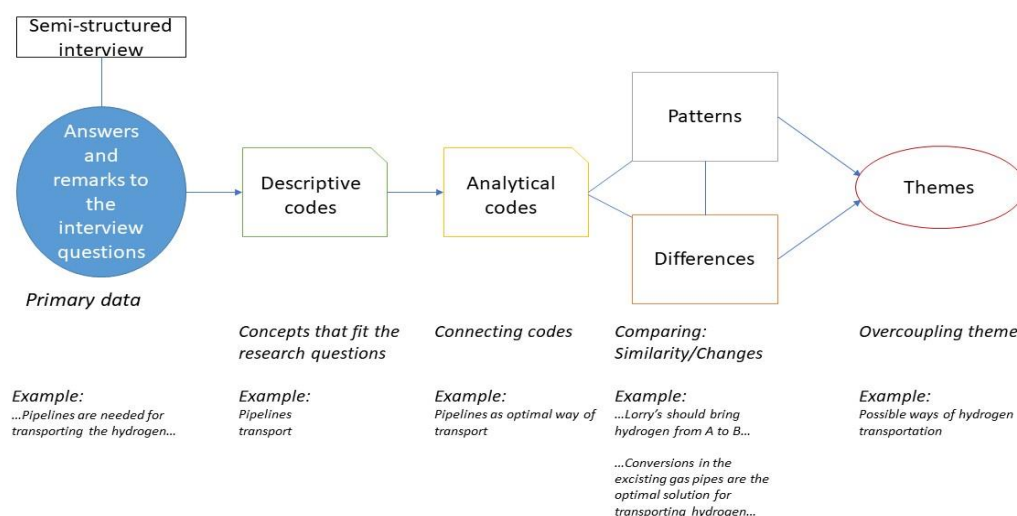 Semi-structured
interview
Answers
and
remarks to
the
interview
questions
Descriptive
codes
Analytical
codes
Patterns
Differences
Themes
Primary data
Concepts that fit the
research questions
Connecting codes
Comparing:
Similarity/Changes
Overcoupling theme
Example:
...Pipelines are needed for
transporting the hydrogen...
Example:
Pipelines
transport
Example:
Pipelines as optimal way of
transport
Example:
...Lorry's should bring
hydrogen from A to B...
...Conversions in the
excisting gas pipes are the
optimal solution for
transporting hydrogen...
Example:
Possible ways of hydrogen
transportation